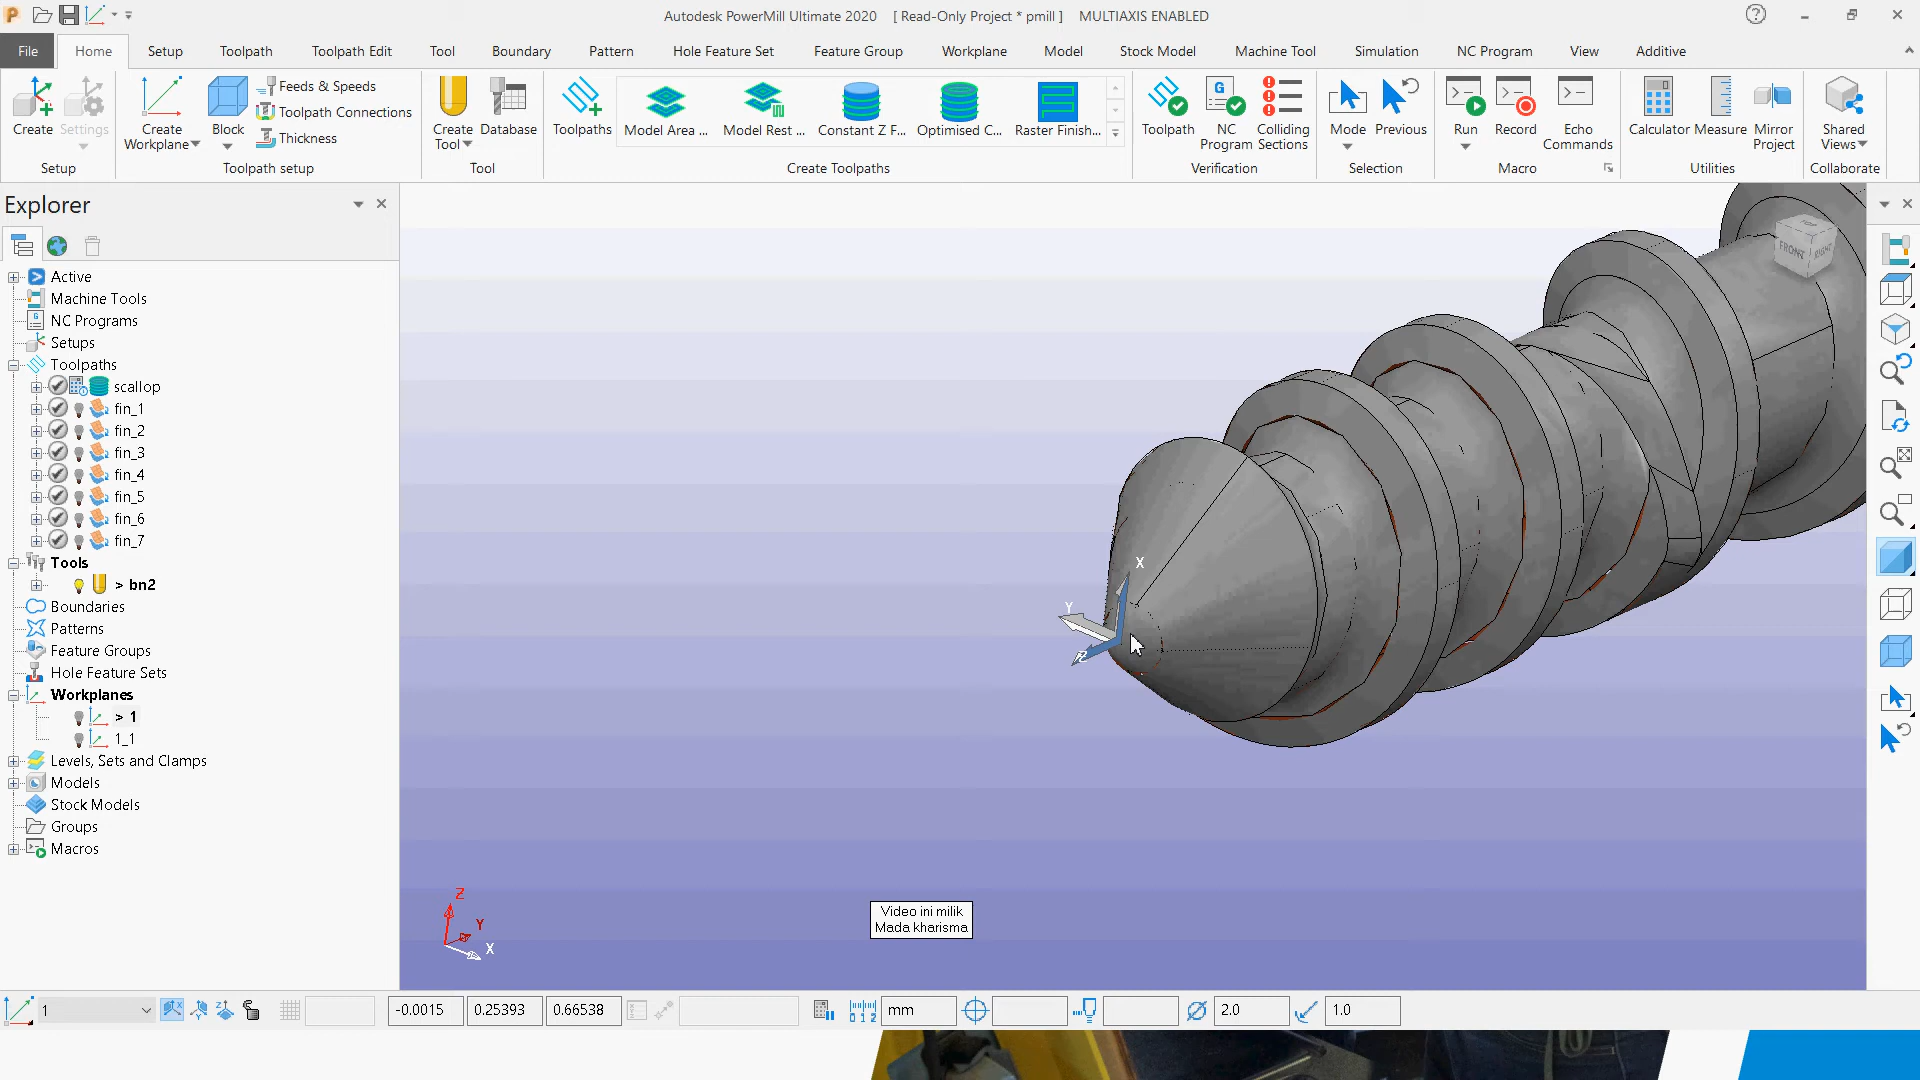 Autodesk PowerMill Ultimate 2020 [ Read-Only Project * pmill ] MULTIAXIS ENABLED
File Home Setup Toolpath Toolpath Edit Tool Boundary Pattern Hole Feature Set Feature Group Workplane Model Stock Model Machine Tool Simulation NC Program View Additive
Create
Settings
Setup
Create Workplane
Block
Feeds & Speeds
Toolpath Connections
Thickness
Toolpath setup
Create Tool
Database
Tool
Toolpaths
Model Area ...
Model Rest ...
Constant Z F...
Optimised C...
Raster Finish...
Create Toolpaths
Toolpath
NC Program
Colliding Sections
Verification
Mode
Previous
Selection
Run
Record
Echo Commands
Macro
Calculator
Measure
Mirror Project
Utilities
Shared Views
Collaborate
Explorer
Active
Machine Tools
NC Programs
Setups
Toolpaths
scallop
fin_1
fin_2
fin_3
fin_4
fin_5
fin_6
fin_7
Tools
> bn2
Boundaries
Patterns
Feature Groups
Hole Feature Sets
Workplanes
> 1
1_1
Levels, Sets and Clamps
Models
Stock Models
Groups
Macros
TOP
FRONT
RIGHT
X
Y
Z
Z
Y
X
Video ini milik
Mada kharisma
1
-0.0015 0.25393 0.66538 mm 2.0 1.0